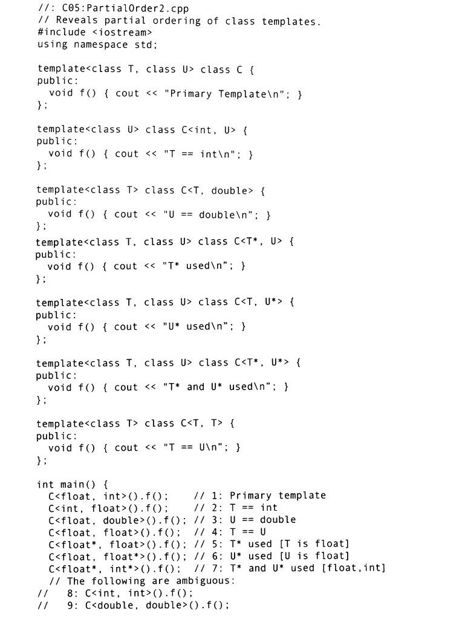 //: C05:PartialOrder2.cpp
// Reveals partial ordering of class templates.
#include <iostream>
using namespace std;

template<class T, class U> class C {
public:
  void f() { cout << "Primary Template\n"; }
};

template<class U> class C<int, U> {
public:
  void f() { cout << "T == int\n"; }
};

template<class T> class C<T, double> {
public:
  void f() { cout << "U == double\n"; }
};
template<class T, class U> class C<T*, U> {
public:
  void f() { cout << "T* used\n"; }
};

template<class T, class U> class C<T, U*> {
public:
  void f() { cout << "U* used\n"; }
};

template<class T, class U> class C<T*, U*> {
public:
  void f() { cout << "T* and U* used\n"; }
};

template<class T> class C<T, T> {
public:
  void f() { cout << "T == U\n"; }
};

int main() {
  C<float, int>().f();    // 1: Primary template
  C<int, float>().f();    // 2: T == int
  C<float, double>().f(); // 3: U == double
  C<float, float>().f();  // 4: T == U
  C<float*, float>().f(); // 5: T* used [T is float]
  C<float, float*>().f(); // 6: U* used [U is float]
  C<float*, int*>().f();  // 7: T* and U* used [float,int]
  // The following are ambiguous:
//   8: C<int, int>().f();
//   9: C<double, double>().f();